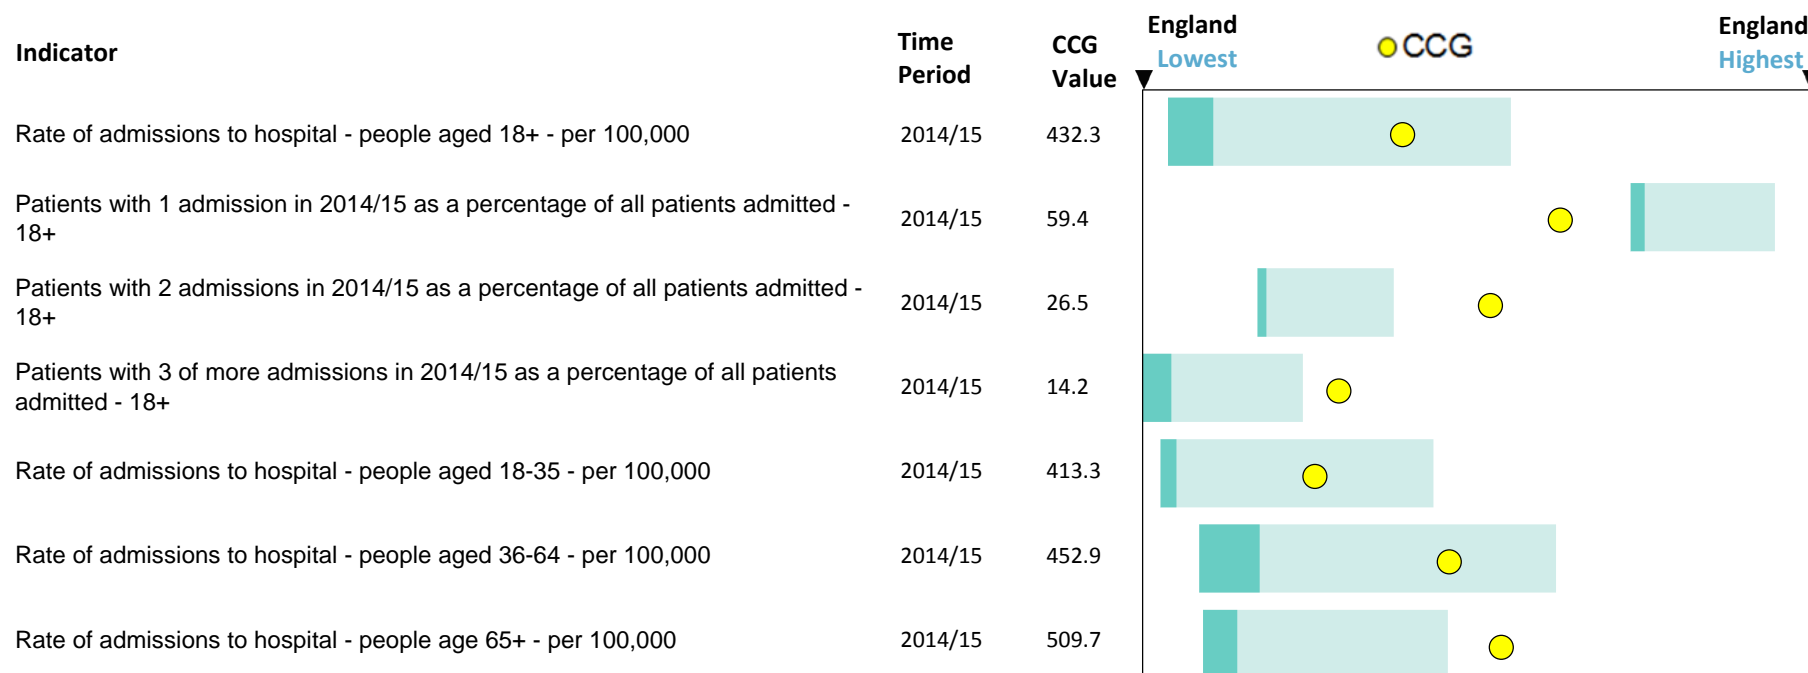 Indicator
Time
Period
CCG
Value
England
Lowest
CCG
England
Highest
Rate of admissions to hospital - people aged 18+ - per 100,000
2014/15
432.3
Patients with 1 admission in 2014/15 as a percentage of all patients admitted -
18+
2014/15
59.4
Patients with 2 admissions in 2014/15 as a percentage of all patients admitted -
18+
2014/15
26.5
Patients with 3 of more admissions in 2014/15 as a percentage of all patients
admitted - 18+
2014/15
14.2
Rate of admissions to hospital - people aged 18-35 - per 100,000
2014/15
413.3
Rate of admissions to hospital - people aged 36-64 - per 100,000
2014/15
452.9
Rate of admissions to hospital - people age 65+ - per 100,000
2014/15
509.7